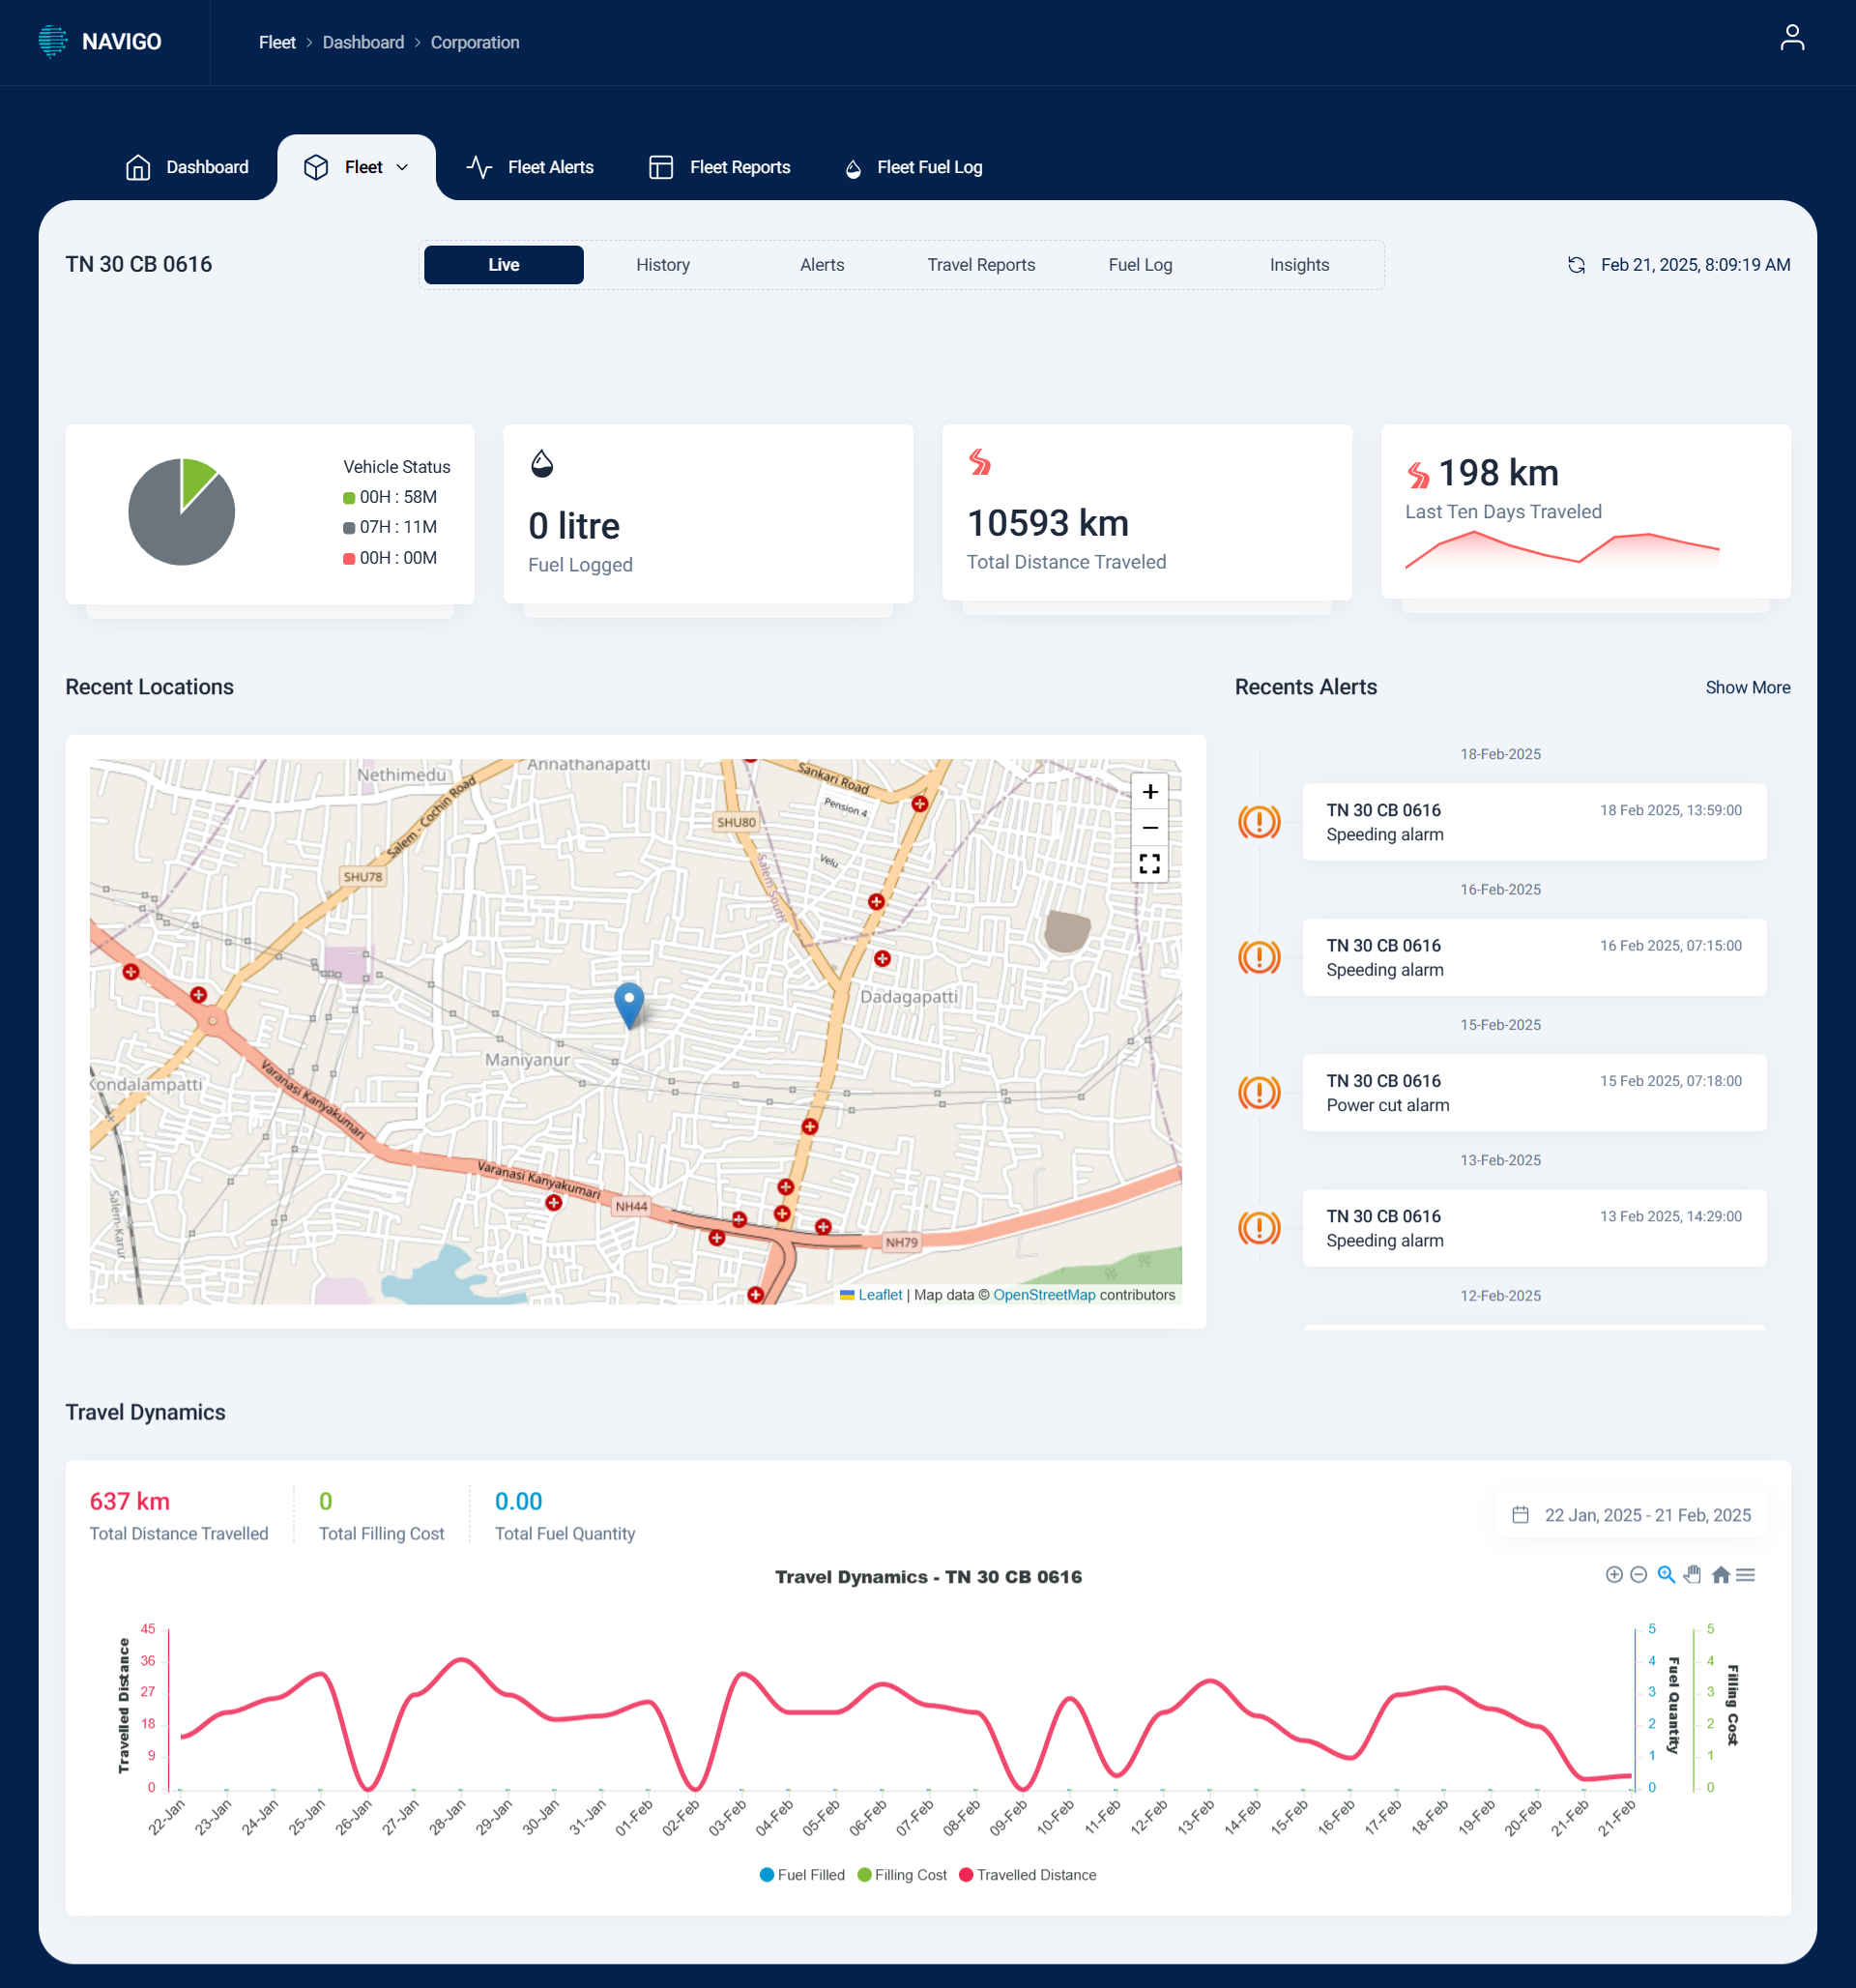 NAVIGO
Fleet > Dashboard > Corporation
Dashboard
Fleet
Fleet Alerts
Fleet Reports
Fleet Fuel Log
TN 30 CB 0616
Live
History
Alerts
Travel Reports
Fuel Log
Insights
Feb 21, 2025, 8:09:19 AM
Vehicle Status
00H : 58M
07H : 11M
00H : 00M
0 litre
Fuel Logged
10593 km
Total Distance Traveled
198 km
Last Ten Days Traveled
Recent Locations
Nethimedu
Annathanapatti
Salem - Cochin Road
Sankari Road
Pension 4
SHU80
SHU78
Velu
Salem South
Dadagapatti
Maniyanur
Kondalampatti
Varanasi Kanyakumari
Varanasi Kanyakumari
Salem-Karur
NH44
NH79
+
−
Leaflet | Map data © OpenStreetMap contributors
Recents Alerts
Show More
18-Feb-2025
TN 30 CB 0616
18 Feb 2025, 13:59:00
Speeding alarm
16-Feb-2025
TN 30 CB 0616
16 Feb 2025, 07:15:00
Speeding alarm
15-Feb-2025
TN 30 CB 0616
15 Feb 2025, 07:18:00
Power cut alarm
13-Feb-2025
TN 30 CB 0616
13 Feb 2025, 14:29:00
Speeding alarm
12-Feb-2025
Travel Dynamics
637 km
Total Distance Travelled
0
Total Filling Cost
0.00
Total Fuel Quantity
22 Jan, 2025 - 21 Feb, 2025
Travel Dynamics - TN 30 CB 0616
Travelled Distance
45
36
27
18
9
0
5
4
3
2
1
0
Fuel Quantity
5
4
3
2
1
0
Filling Cost
22-Jan
23-Jan
24-Jan
25-Jan
26-Jan
27-Jan
28-Jan
29-Jan
30-Jan
31-Jan
01-Feb
02-Feb
03-Feb
04-Feb
05-Feb
06-Feb
07-Feb
08-Feb
09-Feb
10-Feb
11-Feb
12-Feb
13-Feb
14-Feb
15-Feb
16-Feb
17-Feb
18-Feb
19-Feb
20-Feb
21-Feb
21-Feb
Fuel Filled
Filling Cost
Travelled Distance